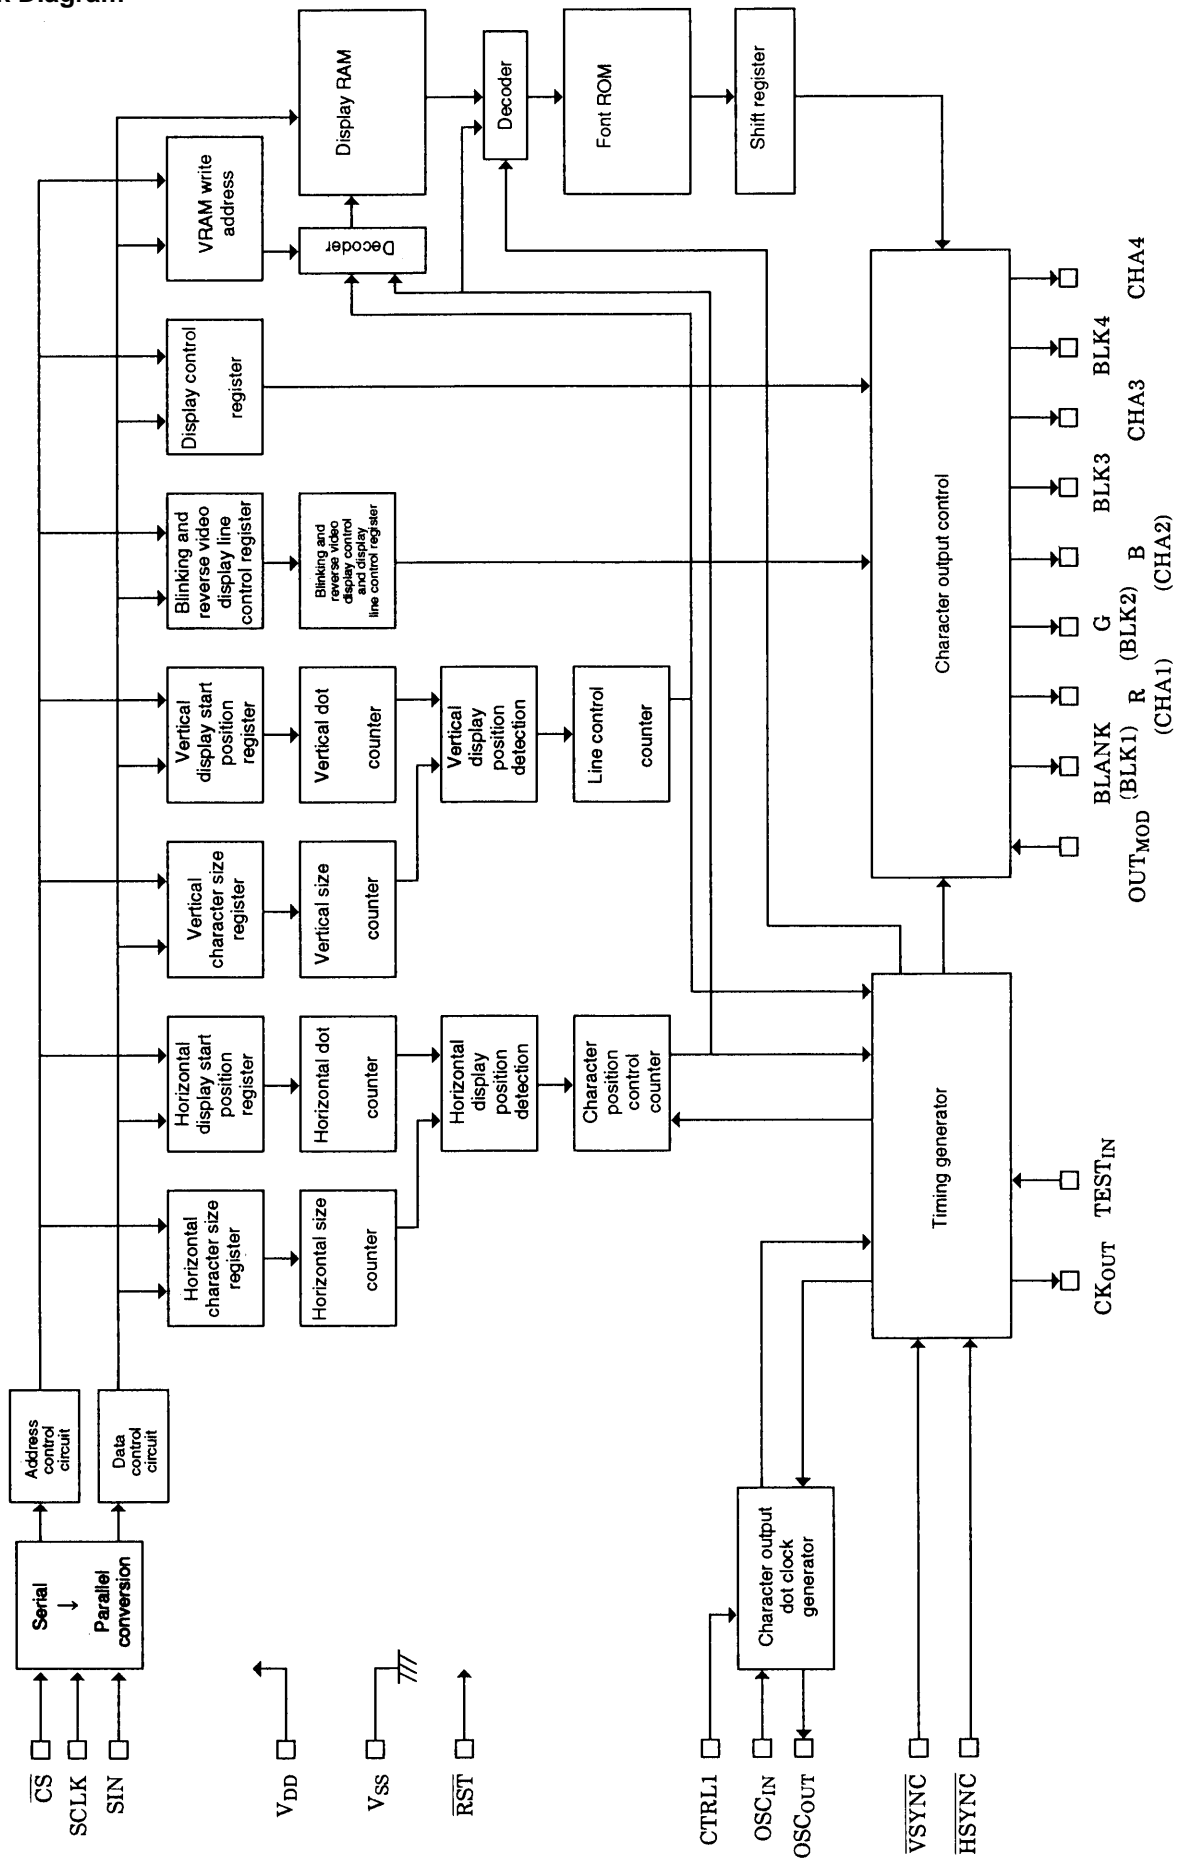 k Diagram
Serial
↓
Parallel
conversion
Address
control
circuit
Data
control
circuit
Horizontal
character size
register
Horizontal
display start
position
register
Vertical
character size
register
Vertical
display start
position
register
Blinking and
reverse video
display line
control register
Display control
register
VRAM write
address
Horizontal size
counter
Horizontal dot
counter
Vertical size
counter
Vertical dot
counter
Blinking and
reverse video
display control
and display
line control register
Decoder
Display RAM
Horizontal
display
position
detection
Vertical
display
position
detection
Decoder
Character
position
control
counter
Line control
counter
Font ROM
Shift register
Character output
dot clock
generator
Timing generator
Character output control
CS
SCLK
SIN
VDD
VSS
RST
CTRL1
OSCIN
OSCOUT
VSYNC
HSYNC
CKOUT
TESTIN
OUTMOD
BLANK
(BLK1)
R
(CHA1)
G
(BLK2)
B
(CHA2)
BLK3
CHA3
BLK4
CHA4